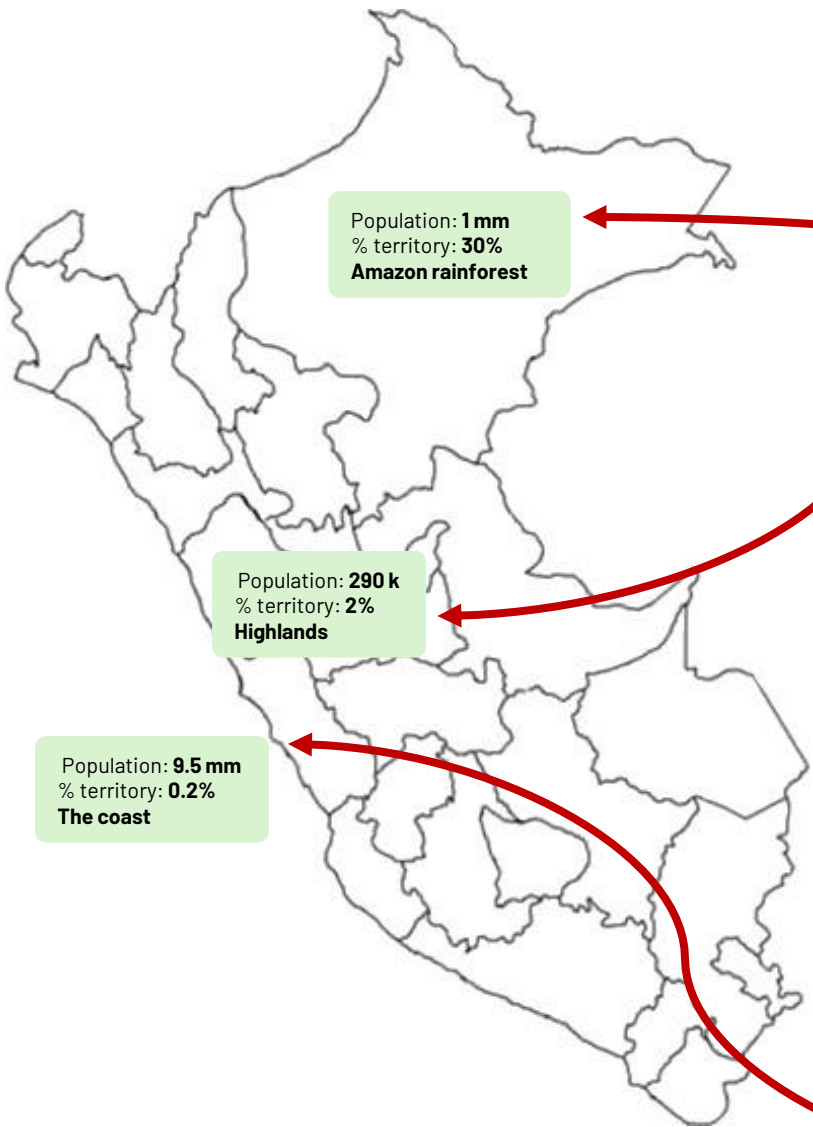 Population: 1 mm
% territory: 30%
Amazon rainforest
Population: 290 k
% territory: 2%
Highlands
Population: 9.5 mm
% territory: 0.2%
The coast